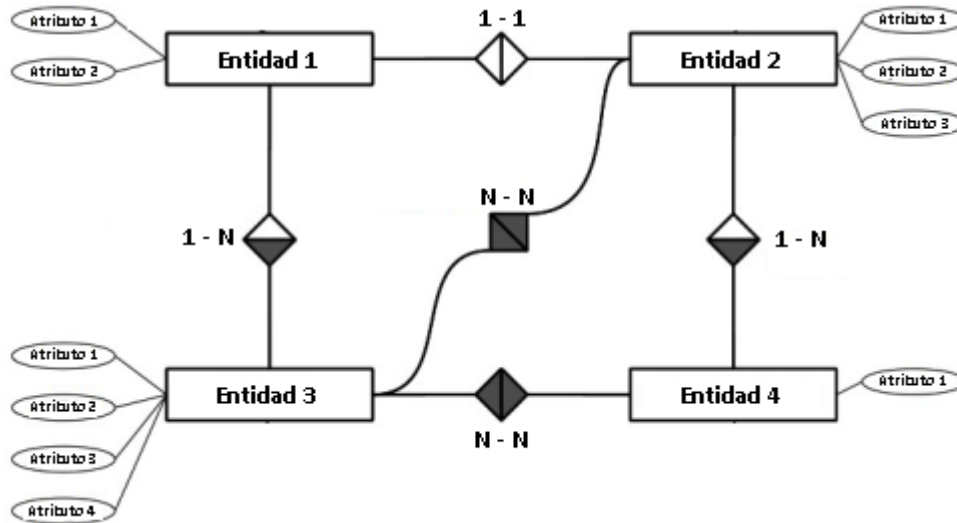 1 - 1
Atributo 1
Atributo 2
Entidad 1
Entidad 2
Atributo 1
Atributo 2
Atributo 3
N - N
1 - N
1 - N
Atributo 1
Atributo 2
Atributo 3
Atributo 4
Entidad 3
Entidad 4
Atributo 1
N - N